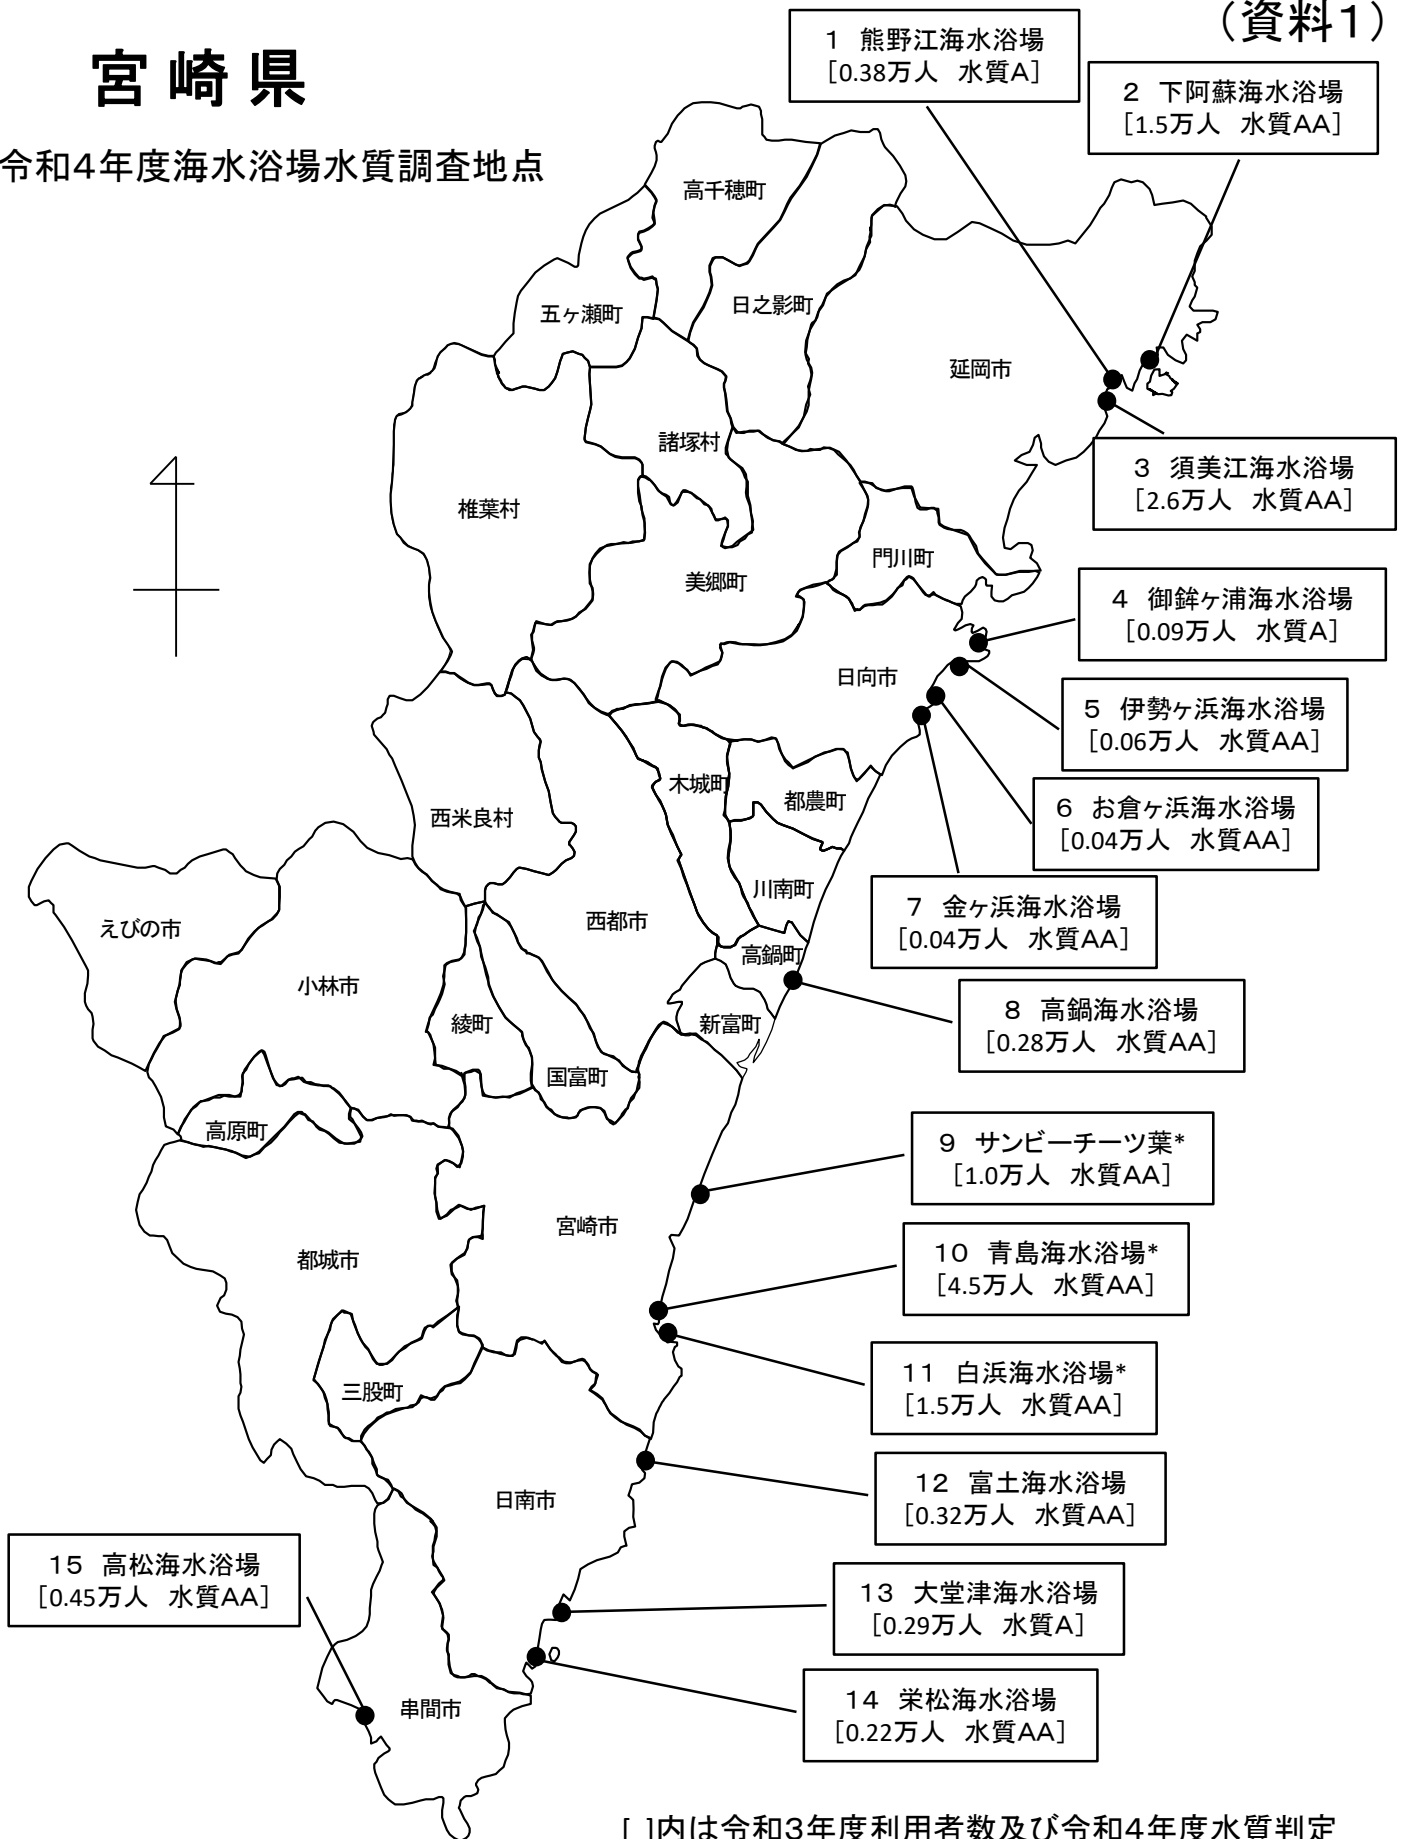 （資料１）
宮崎県
令和４年度海水浴場水質調査地点
１ 熊野江海水浴場
［0.38万人 水質Ａ］
２ 下阿蘇海水浴場
［1.5万人 水質ＡＡ］
高千穂町
日之影町
五ヶ瀬町
延岡市
諸塚村
３ 須美江海水浴場
［2.6万人 水質ＡＡ］
椎葉村
門川町
美郷町
４ 御鉾ヶ浦海水浴場
［0.09万人 水質Ａ］
日向市
５ 伊勢ヶ浜海水浴場
［0.06万人 水質ＡＡ］
木城町
都農町
６ お倉ヶ浜海水浴場
［0.04万人 水質ＡＡ］
西米良村
川南町
７ 金ヶ浜海水浴場
［0.04万人 水質ＡＡ］
えびの市
西都市
高鍋町
小林市
８ 高鍋海水浴場
［0.28万人 水質ＡＡ］
綾町
新富町
国富町
高原町
９ サンビーチ一ツ葉*
［1.0万人 水質ＡＡ］
宮崎市
都城市
１０ 青島海水浴場*
［4.5万人 水質ＡＡ］
１１ 白浜海水浴場*
［1.5万人 水質ＡＡ］
三股町
１２ 富土海水浴場
［0.32万人 水質ＡＡ］
日南市
１５ 高松海水浴場
［0.45万人 水質ＡＡ］
１３ 大堂津海水浴場
［0.29万人 水質Ａ］
１４ 栄松海水浴場
［0.22万人 水質ＡＡ］
串間市
[ ]内は令和３年度利用者数及び令和４年度水質判定